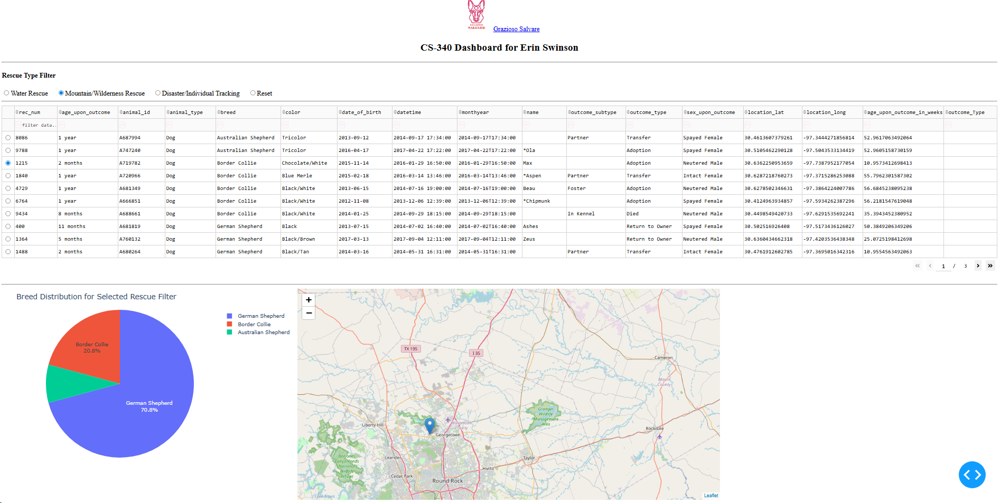 GRAZIOSO
SALVARE
Grazioso Salvare
CS-340 Dashboard for Erin Swinson
Rescue Type Filter
Water Rescue Mountain/Wilderness Rescue Disaster/Individual Tracking Reset
rec_num age_upon_outcome animal_id animal_type breed color date_of_birth datetime monthyear name outcome_subtype outcome_type sex_upon_outcome location_lat location_long age_upon_outcome_in_weeks outcome_Type
filter data..
8086 1 year A687994 Dog Australian Shepherd Tricolor 2013-09-12 2014-09-17 17:34:00 2014-09-17T17:34:00 Partner Transfer Spayed Female 30.4613607379261 -97.3444271856814 52.9617063492064
9788 1 year A747240 Dog Australian Shepherd Tricolor 2016-04-17 2017-04-22 17:22:00 2017-04-22T17:22:00 *Ola Adoption Spayed Female 30.5105462290128 -97.5043533134419 52.9605158730159
1215 2 months A719782 Dog Border Collie Chocolate/White 2015-11-14 2016-01-29 16:50:00 2016-01-29T16:50:00 Max Adoption Neutered Male 30.6362250953659 -97.7387952177054 10.9573412698413
1840 1 year A720966 Dog Border Collie Blue Merle 2015-02-18 2016-03-14 13:46:00 2016-03-14T13:46:00 *Aspen Partner Transfer Intact Female 30.6287218760273 -97.3715286253088 55.7962301587302
4729 1 year A681349 Dog Border Collie Black/White 2013-06-15 2014-07-16 19:00:00 2014-07-16T19:00:00 Beau Foster Adoption Neutered Male 30.6278502346631 -97.3864224007786 56.6845238095238
6764 1 year A666851 Dog Border Collie Black/White 2012-11-08 2013-12-06 12:39:00 2013-12-06T12:39:00 *Chipmunk Adoption Spayed Female 30.4124963934857 -97.5934262387296 56.2181547619048
9434 8 months A688661 Dog Border Collie Black/White 2014-01-25 2014-09-29 18:15:00 2014-09-29T18:15:00 In Kennel Died Neutered Male 30.4498549420733 -97.6291535692241 35.3943452380952
400 11 months A681819 Dog German Shepherd Black 2013-07-15 2014-07-02 16:40:00 2014-07-02T16:40:00 Ashes Return to Owner Spayed Female 30.502516926408 -97.5173436126027 50.3849206349206
1364 5 months A760132 Dog German Shepherd Black/Brown 2017-03-13 2017-09-04 12:11:00 2017-09-04T12:11:00 Zeus Return to Owner Neutered Male 30.6360434662318 -97.4203536438348 25.0725198412698
1488 2 months A680264 Dog German Shepherd Black/Tan 2014-03-16 2014-05-31 16:31:00 2014-05-31T16:31:00 Partner Transfer Intact Female 30.4761912602785 -97.3695016342316 10.9554563492063
1 / 3
Breed Distribution for Selected Rescue Filter
German Shepherd
Border Collie
Australian Shepherd
Border Collie
20.8%
German Shepherd
70.8%
+
−
TX 195
I 35
Cameron
Milam
County
Granger
Wildlife
Management
Area
Liberty Hill
Williamson
County
Georgetown
Rockdale
Balcones
Canyonlands
National
Wildlife
Refuge
Leander
Taylor
Hutto
Cedar Park
Round Rock
Lake Travis
Leaflet